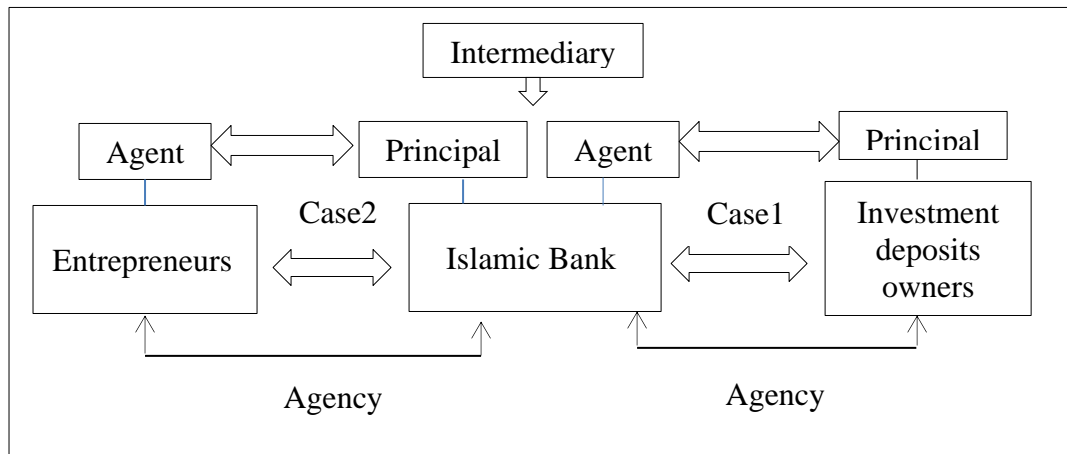 Intermediary
Agent
Principal
Agent
Principal
Case2
Case1
Entrepreneurs
Islamic Bank
Investment
deposits
owners
Agency
Agency